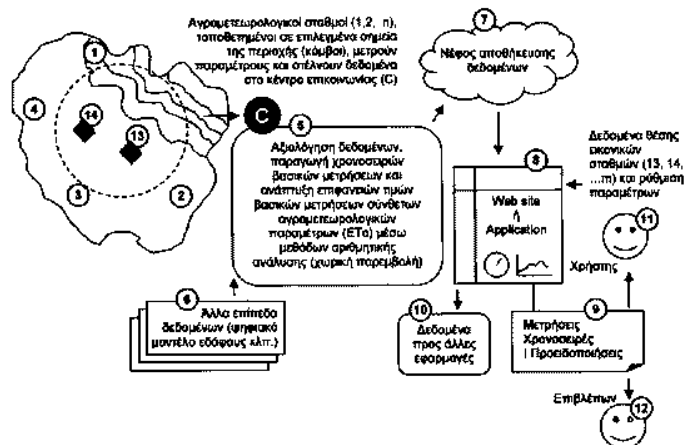 Αγρομετεωρολογικοί σταθμοί (1,2, n),
τοποθετημένοι σε επιλεγμένα σημεία
της περιοχής (κόμβοι), μετρούν
παραμέτρους και στέλνουν δεδομένα
στο κέντρο επικοινωνίας (C)
7
Νέφος αποθήκευσης
δεδομένων
1
4
14
13
3
2
C
5
Αξιολόγηση δεδομένων,
παραγωγή χρονοσειρών
βασικών μετρήσεων και
ανάπτυξη επιφανειών τιμών
βασικών μετρήσεων σύνθετων
αγρομετεωρολογικών
παραμέτρων (ETo) μέσω
μεθόδων αριθμητικής
ανάλυσης (χωρική παρεμβολή)
8
Web site
ή
Application
Δεδομένα θέσης
εικονικών
σταθμών (13, 14,
...m) και ρύθμιση
παραμέτρων
11
Χρήστης
6
Άλλα επίπεδα
δεδομένων (ψηφιακό
μοντέλο εδάφους κλπ.)
10
Δεδομένα
προς άλλες
εφαρμογές
9
Μετρήσεις
Χρονοσειρές
| Προειδοποιήσεις
Επιβλέπων
12